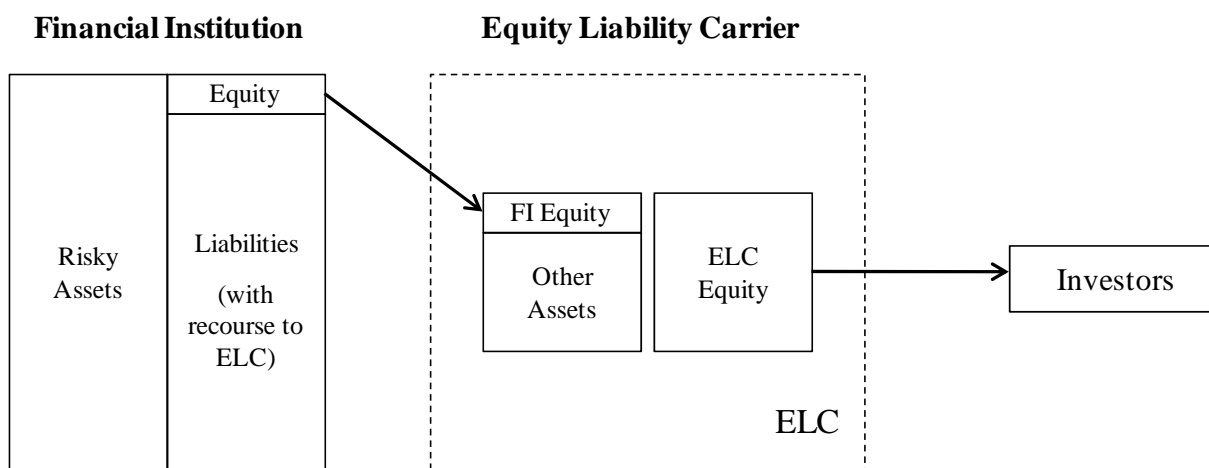 Financial Institution
Equity Liability Carrier
Equity
Risky
Assets
Liabilities
(with
recourse to
ELC)
FI Equity
Other
Assets
ELC
Equity
Investors
ELC